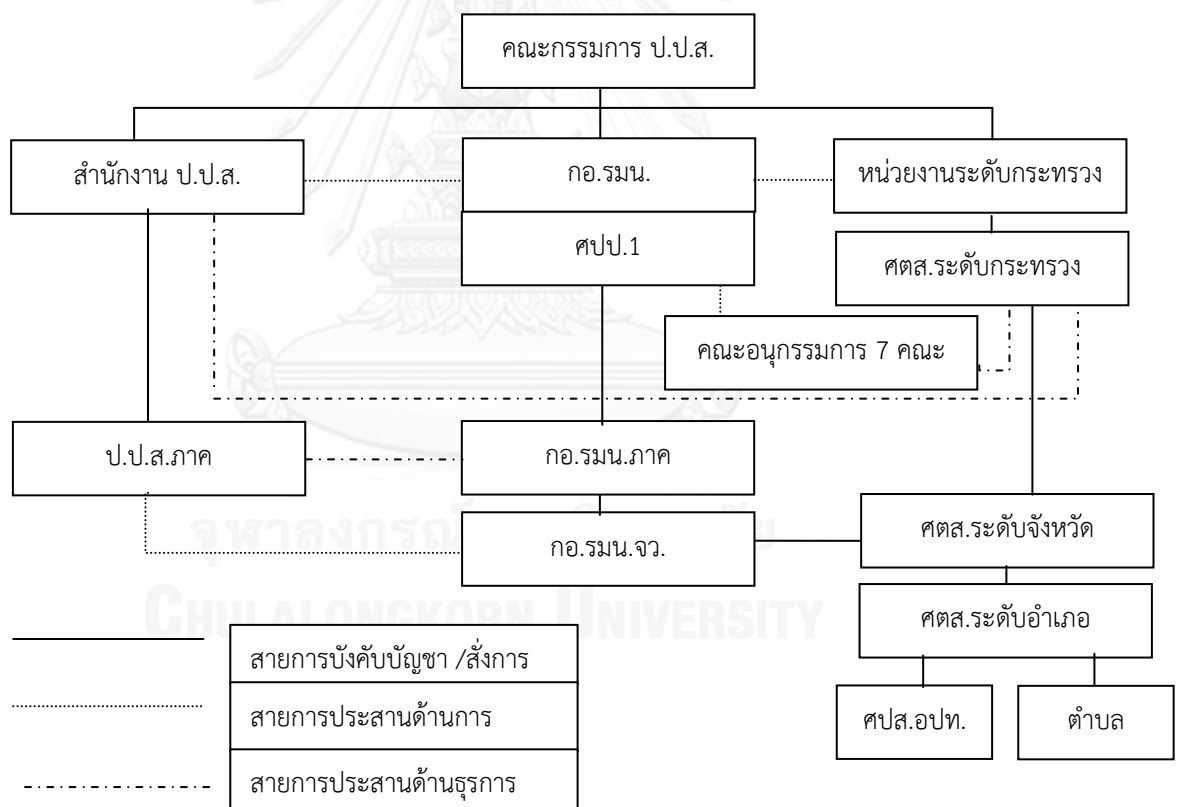 คณะกรรมการ ป.ป.ส.
สำนักงาน ป.ป.ส.
กอ.รมน.
หน่วยงานระดับกระทรวง
ศปป.1
ศตส.ระดับกระทรวง
คณะอนุกรรมการ 7 คณะ
ป.ป.ส.ภาค
กอ.รมน.ภาค
กอ.รมน.จว.
ศตส.ระดับจังหวัด
ศตส.ระดับอำเภอ
ศปส.อปท.
ตำบล
CHULALONGKORN UNIVERSITY
สายการบังคับบัญชา /สั่งการ
สายการประสานด้านการ
สายการประสานด้านธุรการ